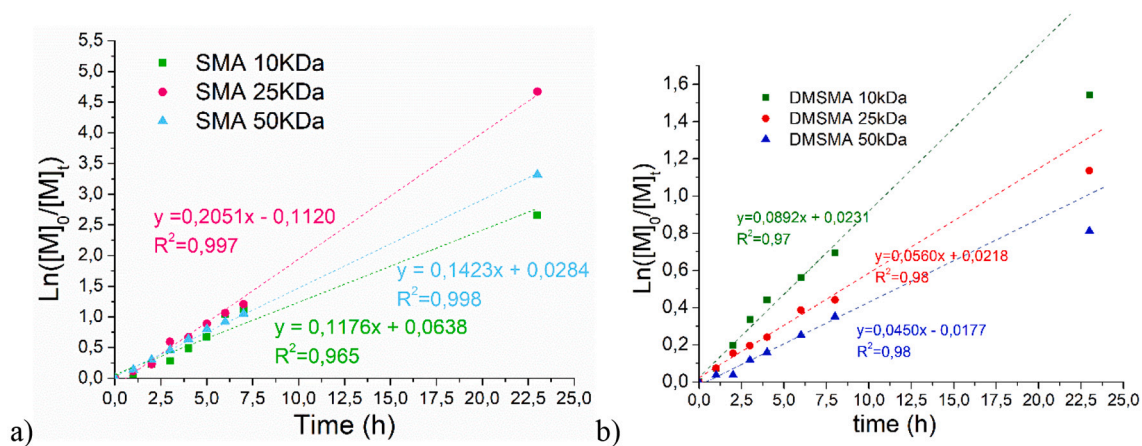 5,5
5,0
4,5
4,0
3,5
3,0
2,5
2,0
1,5
1,0
0,5
0,0
Ln([M]0/[M]t)
SMA 10KDa
SMA 25KDa
SMA 50KDa
y =0,2051x - 0,1120
R2=0,997
y = 0,1423x + 0,0284
R2=0,998
y = 0,1176x + 0,0638
R2=0,965
0,0 2,5 5,0 7,5 10,0 12,5 15,0 17,5 20,0 22,5 25,0
Time (h)
a)
1,6
1,4
1,2
1,0
0,8
0,6
0,4
0,2
0,0
Ln([M]0/[M]t)
DMSMA 10kDa
DMSMA 25kDa
DMSMA 50kDa
y=0,0892x + 0,0231
R2=0,97
y=0,0560x + 0,0218
R2=0,98
y=0,0450x - 0,0177
R2=0,98
0,0 2,5 5,0 7,5 10,0 12,5 15,0 17,5 20,0 22,5 25,0
time (h)
b)